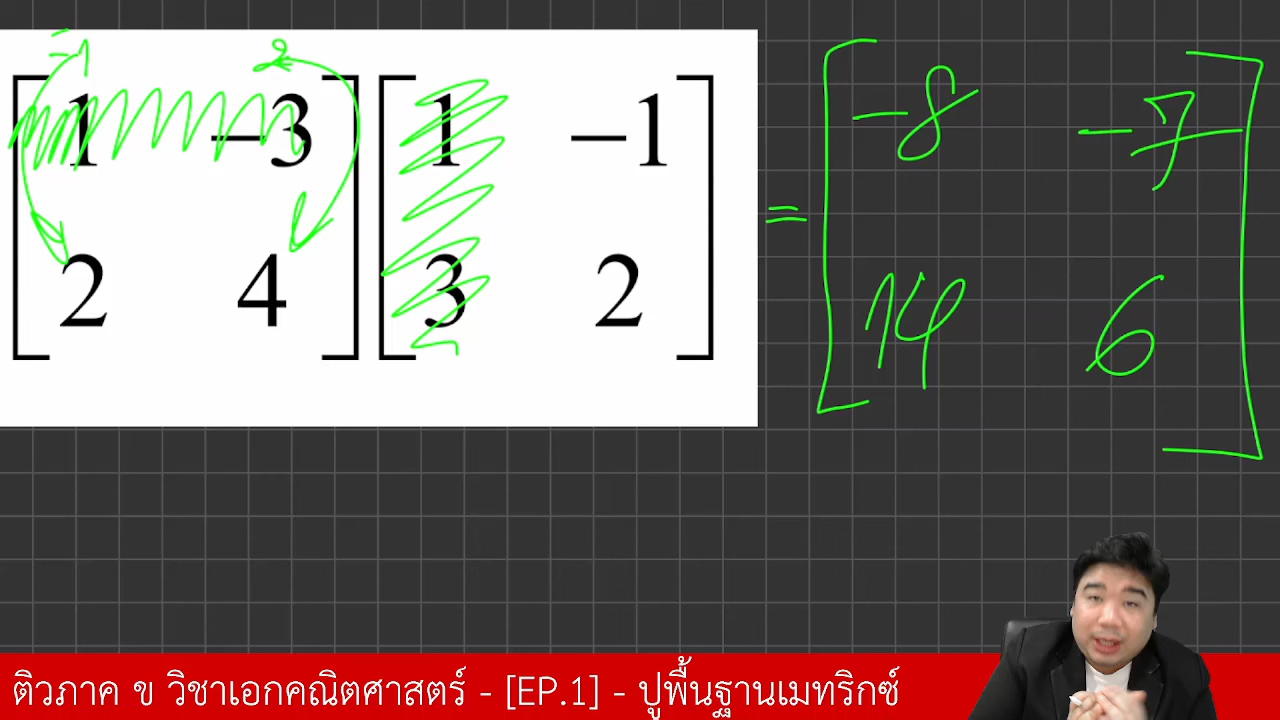 -1 2
1 -3 1 -1 = -8 -7
2 4 3 2 14 6
ติวภาค ข วิชาเอกคณิตศาสตร์ - [EP.1] - ปูพื้นฐานเมทริกซ์